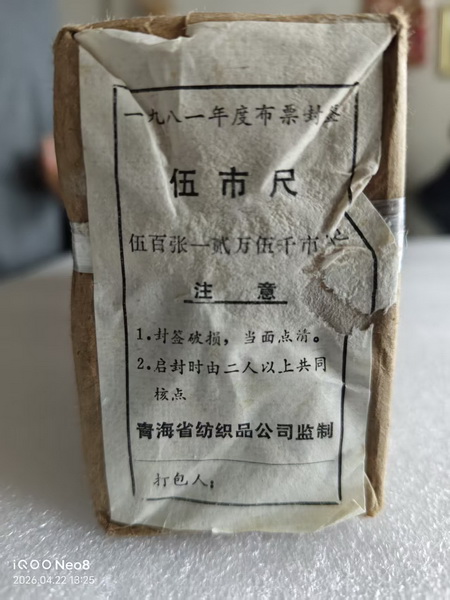 一九八一年度布票封签
伍市尺
伍百张—贰万伍千市
注 意
1.封签破损，当面点清。
2.启封时由二人以上共同
核点
青海省纺织品公司监制
打包人：
iQOO Neo8
2026.04.22 13:25